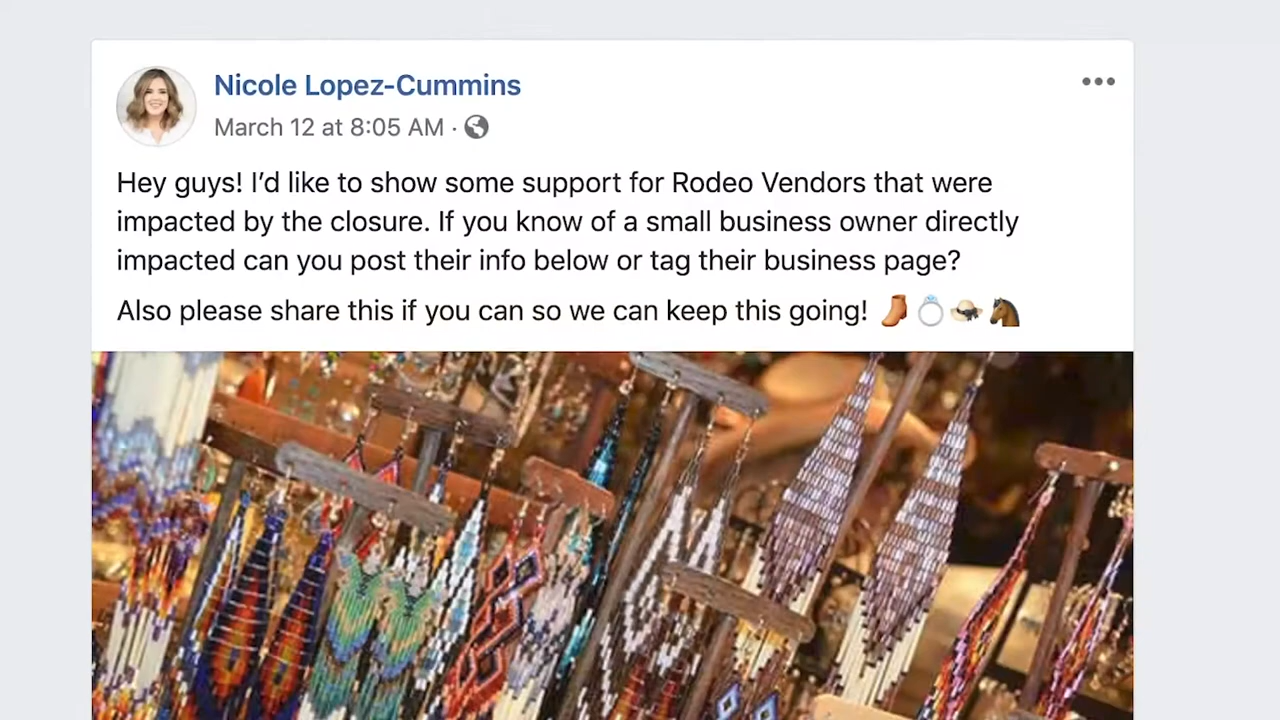 Nicole Lopez-Cummins
March 12 at 8:05 AM ·
Hey guys! I’d like to show some support for Rodeo Vendors that were
impacted by the closure. If you know of a small business owner directly
impacted can you post their info below or tag their business page?
Also please share this if you can so we can keep this going! 👢💍👒🐴